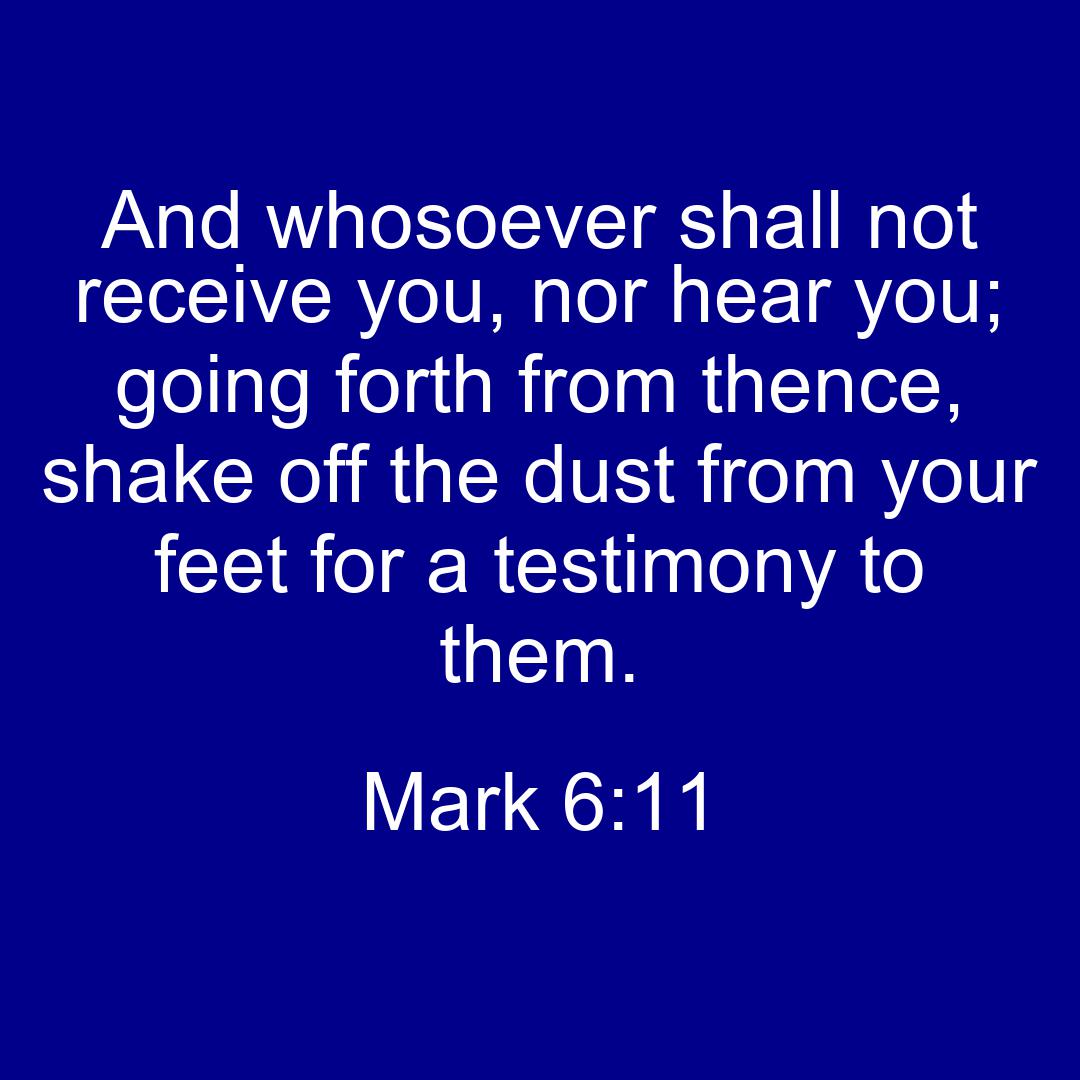 And whosoever shall not
receive you, nor hear you;
going forth from thence,
shake off the dust from your
feet for a testimony to
them.
Mark 6:11